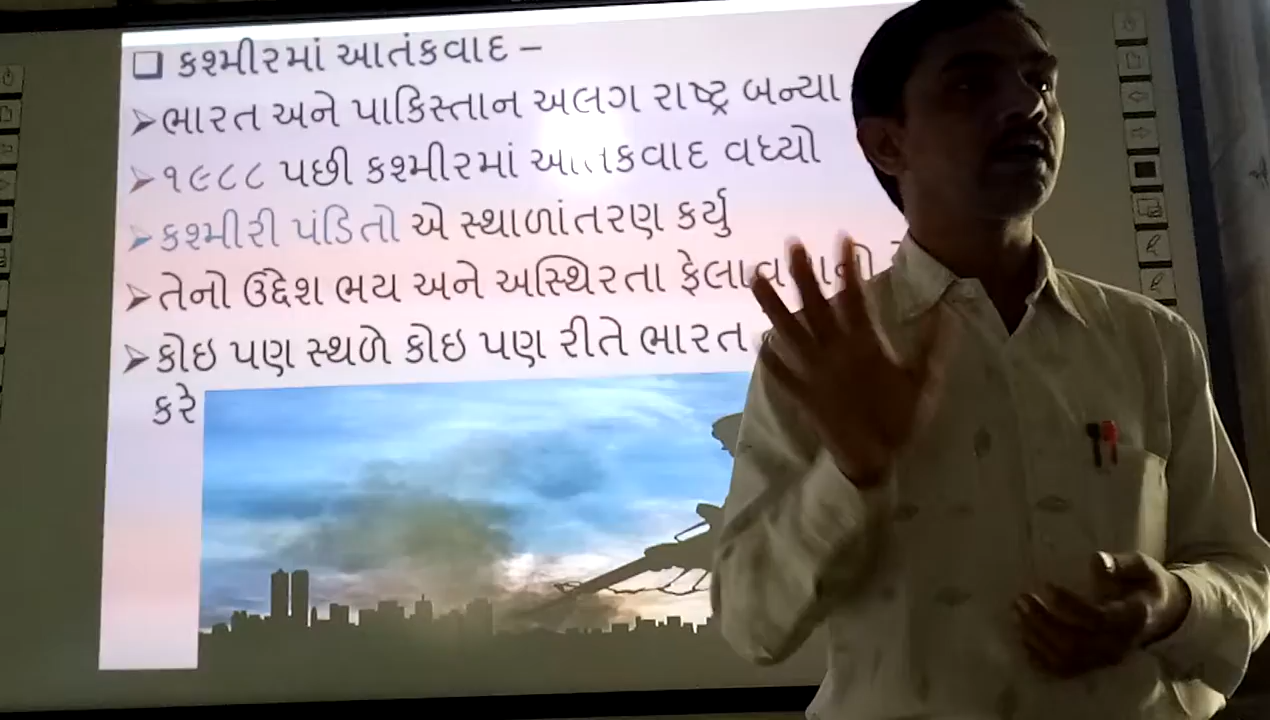 કશ્મીરમાં આતંકવાદ –
ભારત અને પાકિસ્તાન અલગ રાષ્ટ્ર બન્યા
૧૯૮૮ પછી કશ્મીરમાં આતંકવાદ વધ્યો
કશ્મીરી પંડિતો એ સ્થાળાંતરણ કર્યુ
તેનો ઉદ્દેશ ભય અને અસ્થિરતા
કોઇ પણ સ્થળે કોઇ પણ રીતે ભારત
કરે